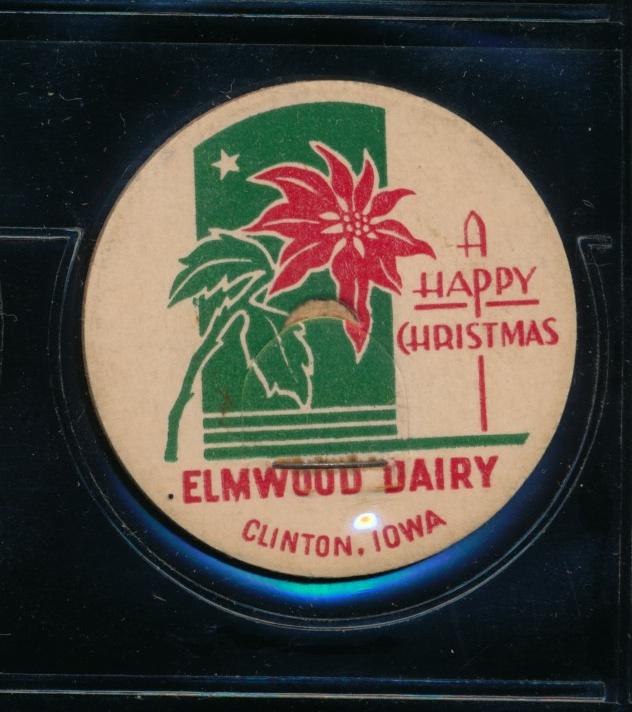 A
HAPPY
CHRISTMAS
ELMWOOD DAIRY
CLINTON, IOWA